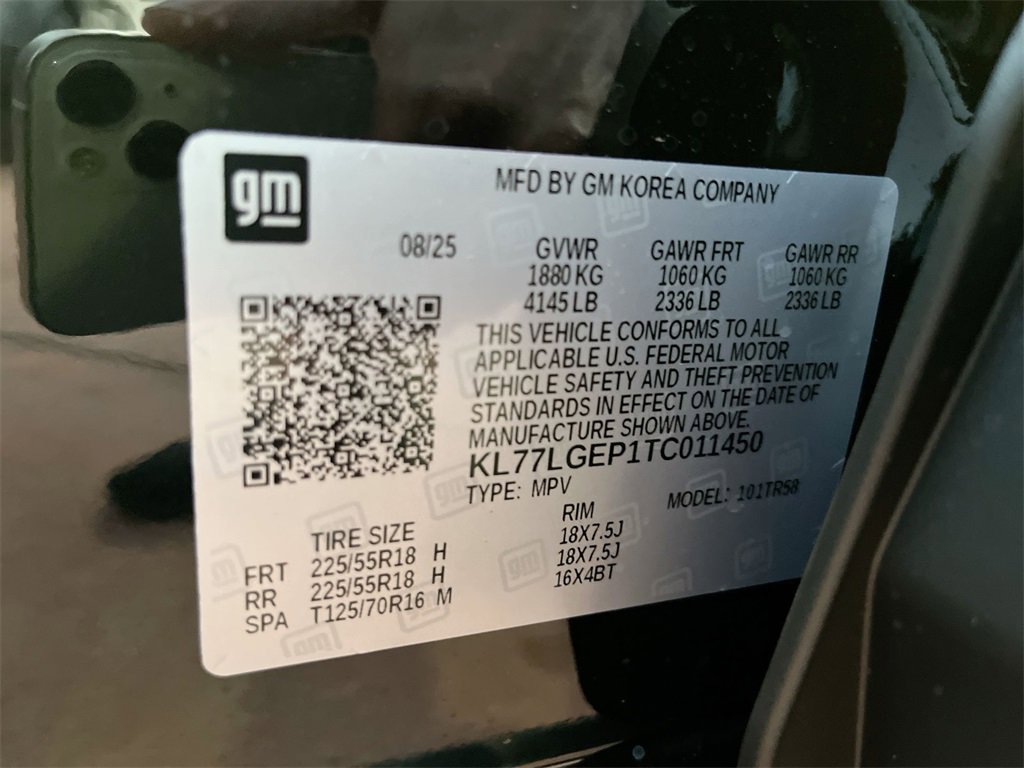 gm
MFD BY GM KOREA COMPANY
08/25 GVWR GAWR FRT GAWR RR
1880 KG 1060 KG 1060 KG
4145 LB 2336 LB 2336 LB
THIS VEHICLE CONFORMS TO ALL
APPLICABLE U.S. FEDERAL MOTOR
VEHICLE SAFETY AND THEFT PREVENTION
STANDARDS IN EFFECT ON THE DATE OF
MANUFACTURE SHOWN ABOVE.
KL77LGEP1TC011450
TYPE: MPV MODEL: 101TR58
TIRE SIZE RIM
FRT 225/55R18 H 18X7.5J
RR 225/55R18 H 18X7.5J
SPA T125/70R16 M 16X4BT